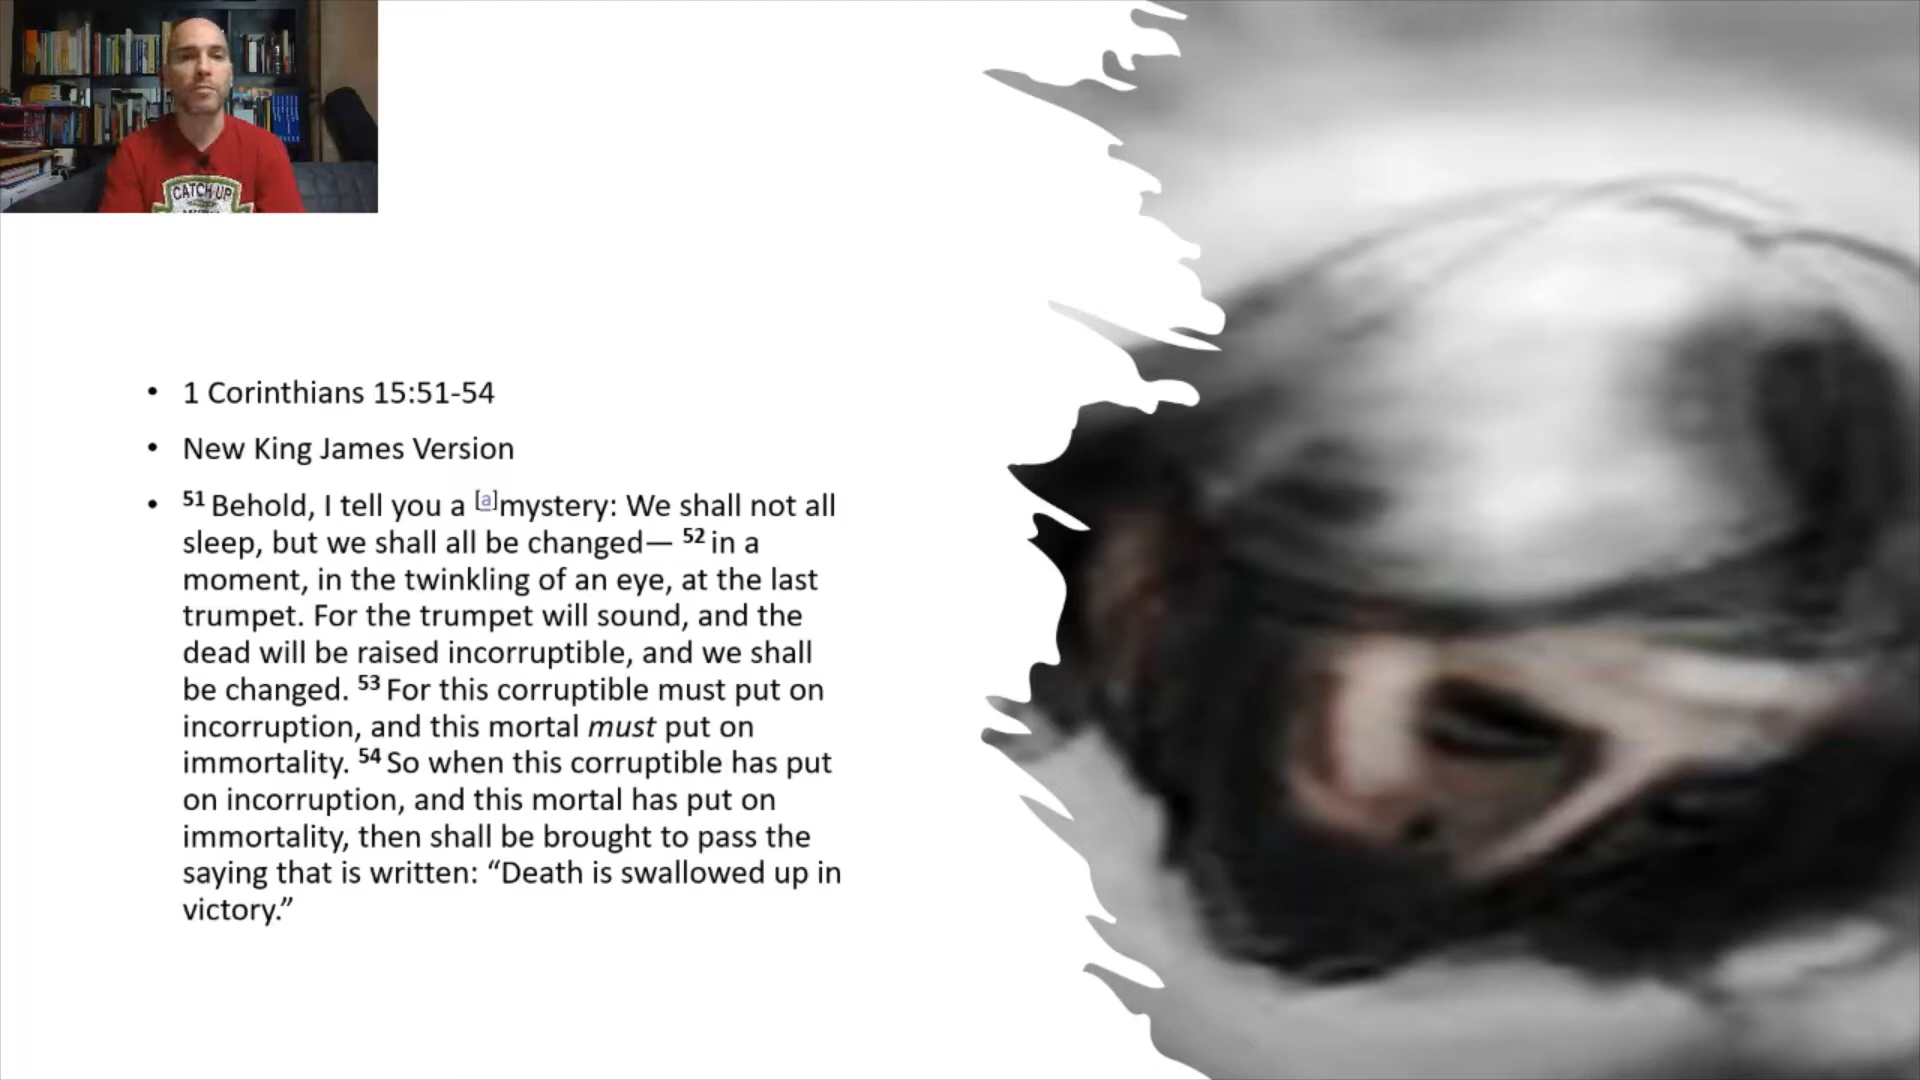 CATCH UP
• 1 Corinthians 15:51-54
• New King James Version
• 51 Behold, I tell you a [a]mystery: We shall not all
sleep, but we shall all be changed— 52 in a
moment, in the twinkling of an eye, at the last
trumpet. For the trumpet will sound, and the
dead will be raised incorruptible, and we shall
be changed. 53 For this corruptible must put on
incorruption, and this mortal must put on
immortality. 54 So when this corruptible has put
on incorruption, and this mortal has put on
immortality, then shall be brought to pass the
saying that is written: “Death is swallowed up in
victory.”